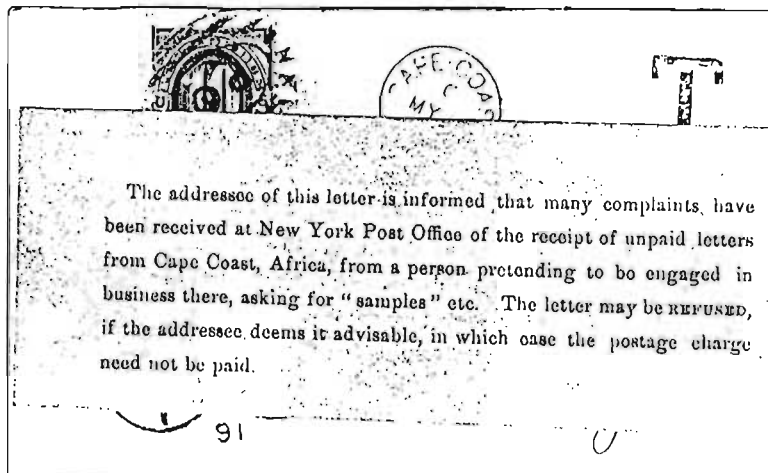 CAPE COAS
C
MY
T
The addressee of this letter is informed that many complaints have
been received at New York Post Office of the receipt of unpaid letters
from Cape Coast, Africa, from a person pretending to be engaged in
business there, asking for “samples” etc. The letter may be REFUSED,
if the addressee deems it advisable, in which case the postage charge
need not be paid.
91